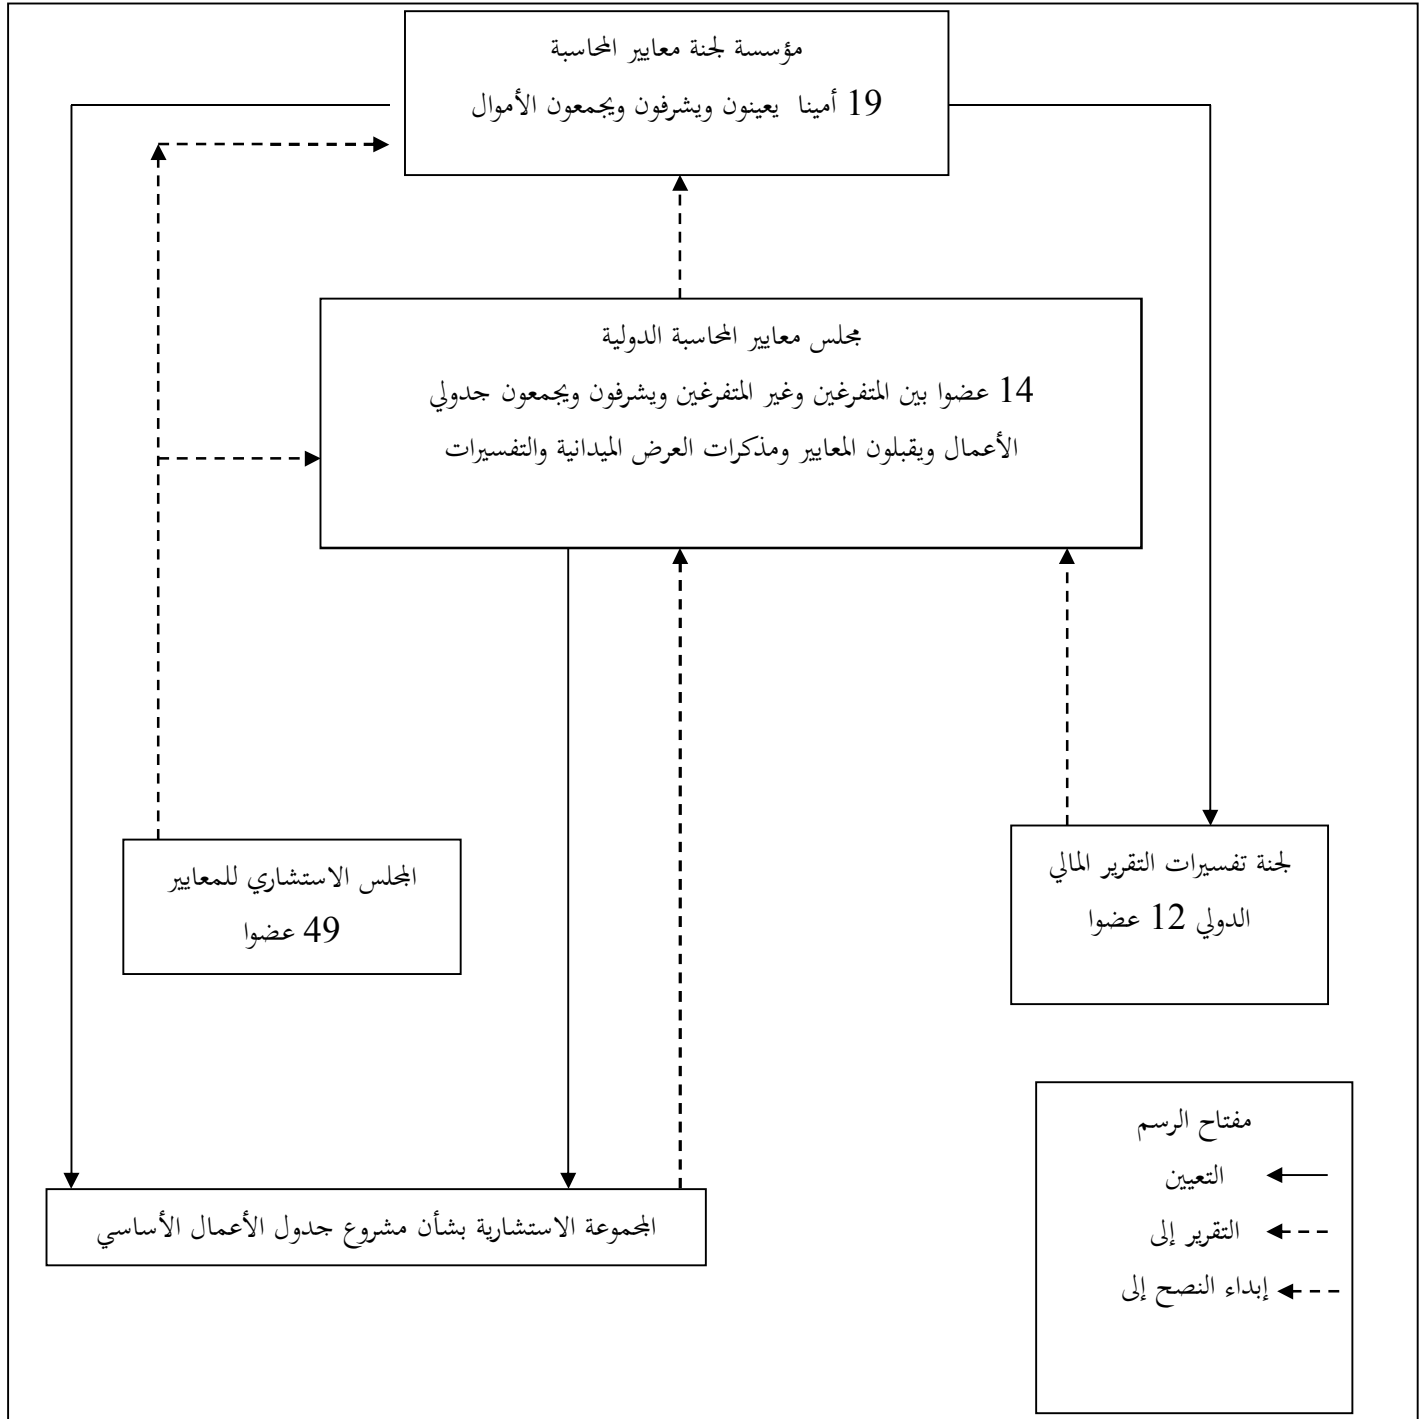 مؤسسة لجنة معايير المحاسبة
19 أمينا يعينون ويشرفون ويجمعون الأموال
مجلس معايير المحاسبة الدولية
14 عضوا بين المتفرغين وغير المتفرغين ويشرفون ويجمعون جدولي
الأعمال ويقبلون المعايير ومذكرات العرض الميدانية والتفسيرات
لجنة تفسيرات التقرير المالي
الدولي 12 عضوا
المجلس الاستشاري للمعايير
49 عضوا
المجموعة الاستشارية بشأن مشروع جدول الأعمال الأساسي
مفتاح الرسم
التعيين
التقرير إلى
إبداء النصح إلى